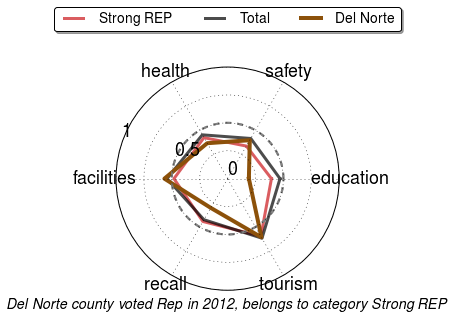 Strong REP Total Del Norte
health safety
1
0.5
0
facilities education
recall tourism
Del Norte county voted Rep in 2012, belongs to category Strong REP